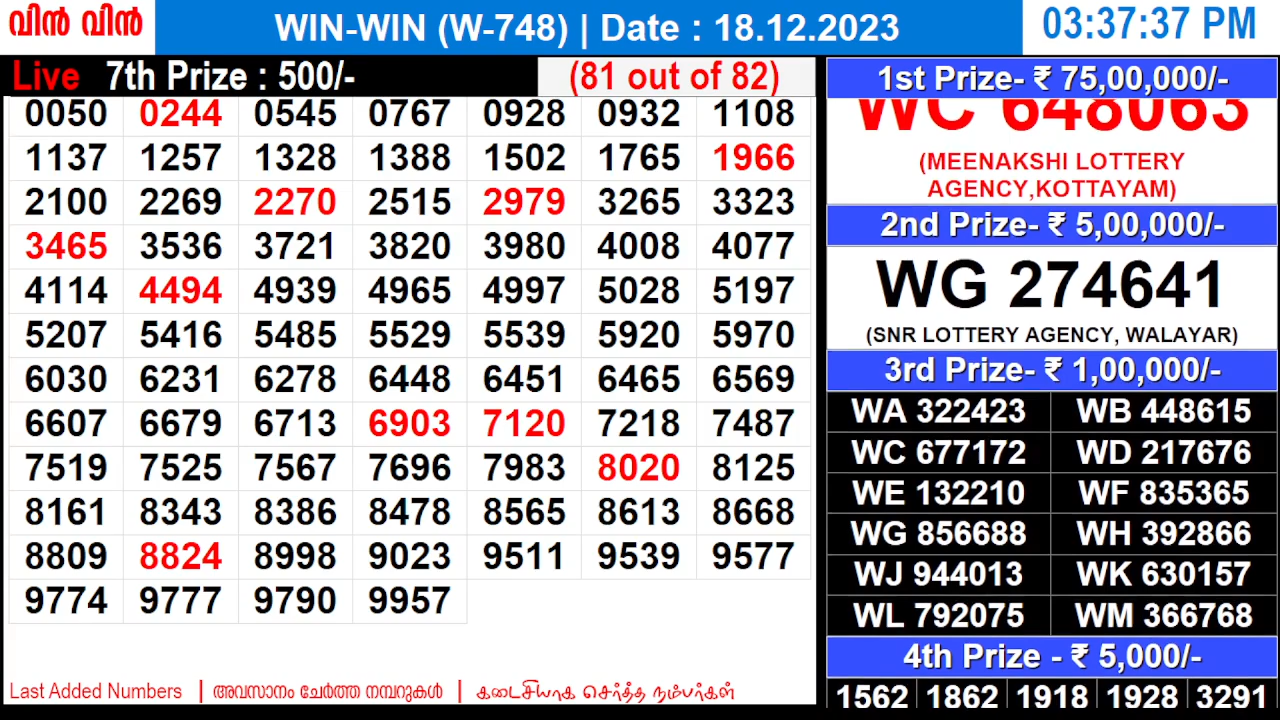 വിൻ വിൻ
WIN-WIN (W-748) | Date : 18.12.2023
03:37:37 PM
Live 7th Prize : 500/- (81 out of 82)
0050 0244 0545 0767 0928 0932 1108
1137 1257 1328 1388 1502 1765 1966
2100 2269 2270 2515 2979 3265 3323
3465 3536 3721 3820 3980 4008 4077
4114 4494 4939 4965 4997 5028 5197
5207 5416 5485 5529 5539 5920 5970
6030 6231 6278 6448 6451 6465 6569
6607 6679 6713 6903 7120 7218 7487
7519 7525 7567 7696 7983 8020 8125
8161 8343 8386 8478 8565 8613 8668
8809 8824 8998 9023 9511 9539 9577
9774 9777 9790 9957
Last Added Numbers | അവസാനം ചേർത്ത നമ്പറുകൾ | கடைசியாக சேர்த்த நம்பர்கள்
1st Prize- ₹ 75,00,000/-
WC 648063
(MEENAKSHI LOTTERY
AGENCY,KOTTAYAM)
2nd Prize- ₹ 5,00,000/-
WG 274641
(SNR LOTTERY AGENCY, WALAYAR)
3rd Prize- ₹ 1,00,000/-
WA 322423 WB 448615
WC 677172 WD 217676
WE 132210 WF 835365
WG 856688 WH 392866
WJ 944013 WK 630157
WL 792075 WM 366768
4th Prize - ₹ 5,000/-
1562 1862 1918 1928 3291